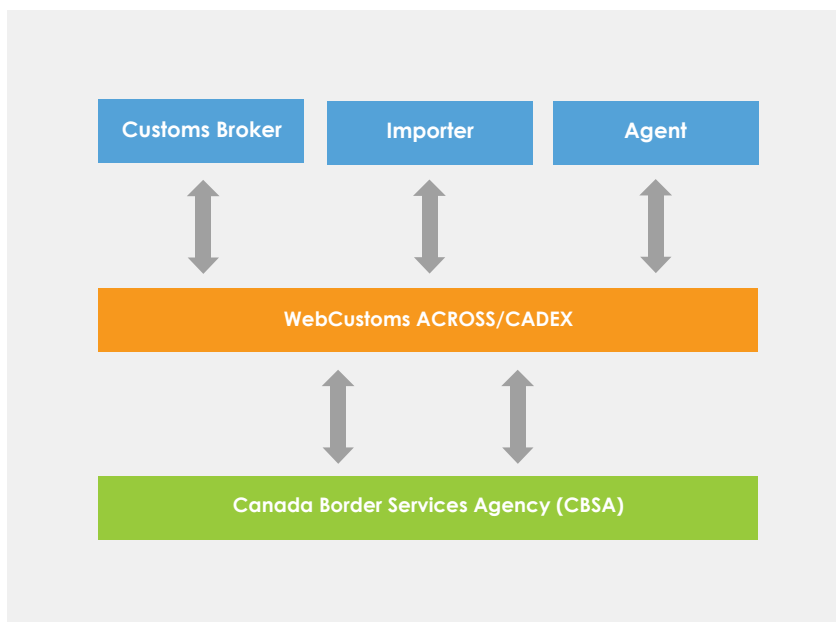 Customs Broker
Importer
Agent
WebCustoms ACROSS/CADEX
Canada Border Services Agency (CBSA)